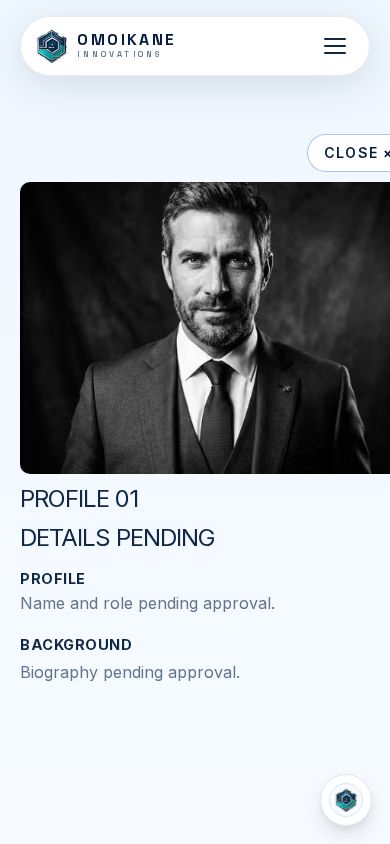 OMOIKANE
INNOVATIONS
CLOSE ×
PROFILE 01
DETAILS PENDING
PROFILE
Name and role pending approval.
BACKGROUND
Biography pending approval.